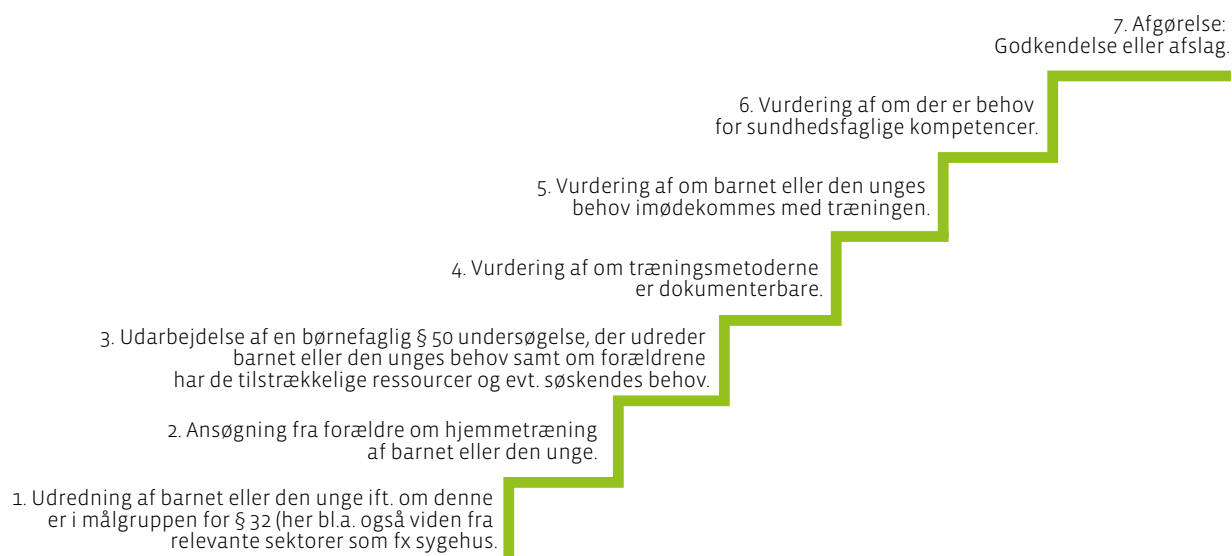 7. Afgørelse:
Godkendelse eller afslag.
6. Vurdering af om der er behov
for sundhedsfaglige kompetencer.
5. Vurdering af om barnet eller den unges
behov imødekommes med træningen.
4. Vurdering af om træningsmetoderne
er dokumenterbare.
3. Udarbejdelse af en børnefaglig § 50 undersøgelse, der udreder
barnet eller den unges behov samt om forældrene
har de tilstrækkelige ressourcer og evt. søskendes behov.
2. Ansøgning fra forældre om hjemmetræning
af barnet eller den unge.
1. Udredning af barnet eller den unge ift. om denne
er i målgruppen for § 32 (her bl.a. også viden fra
relevante sektorer som fx sygehus.